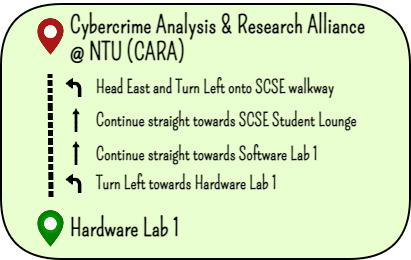 Cybercrime Analysis & Research Alliance
@ NTU (CARA)
Head East and Turn Left onto SCSE walkway
Continue straight towards SCSE Student Lounge
Continue straight towards Software Lab 1
Turn Left towards Hardware Lab 1
Hardware Lab 1